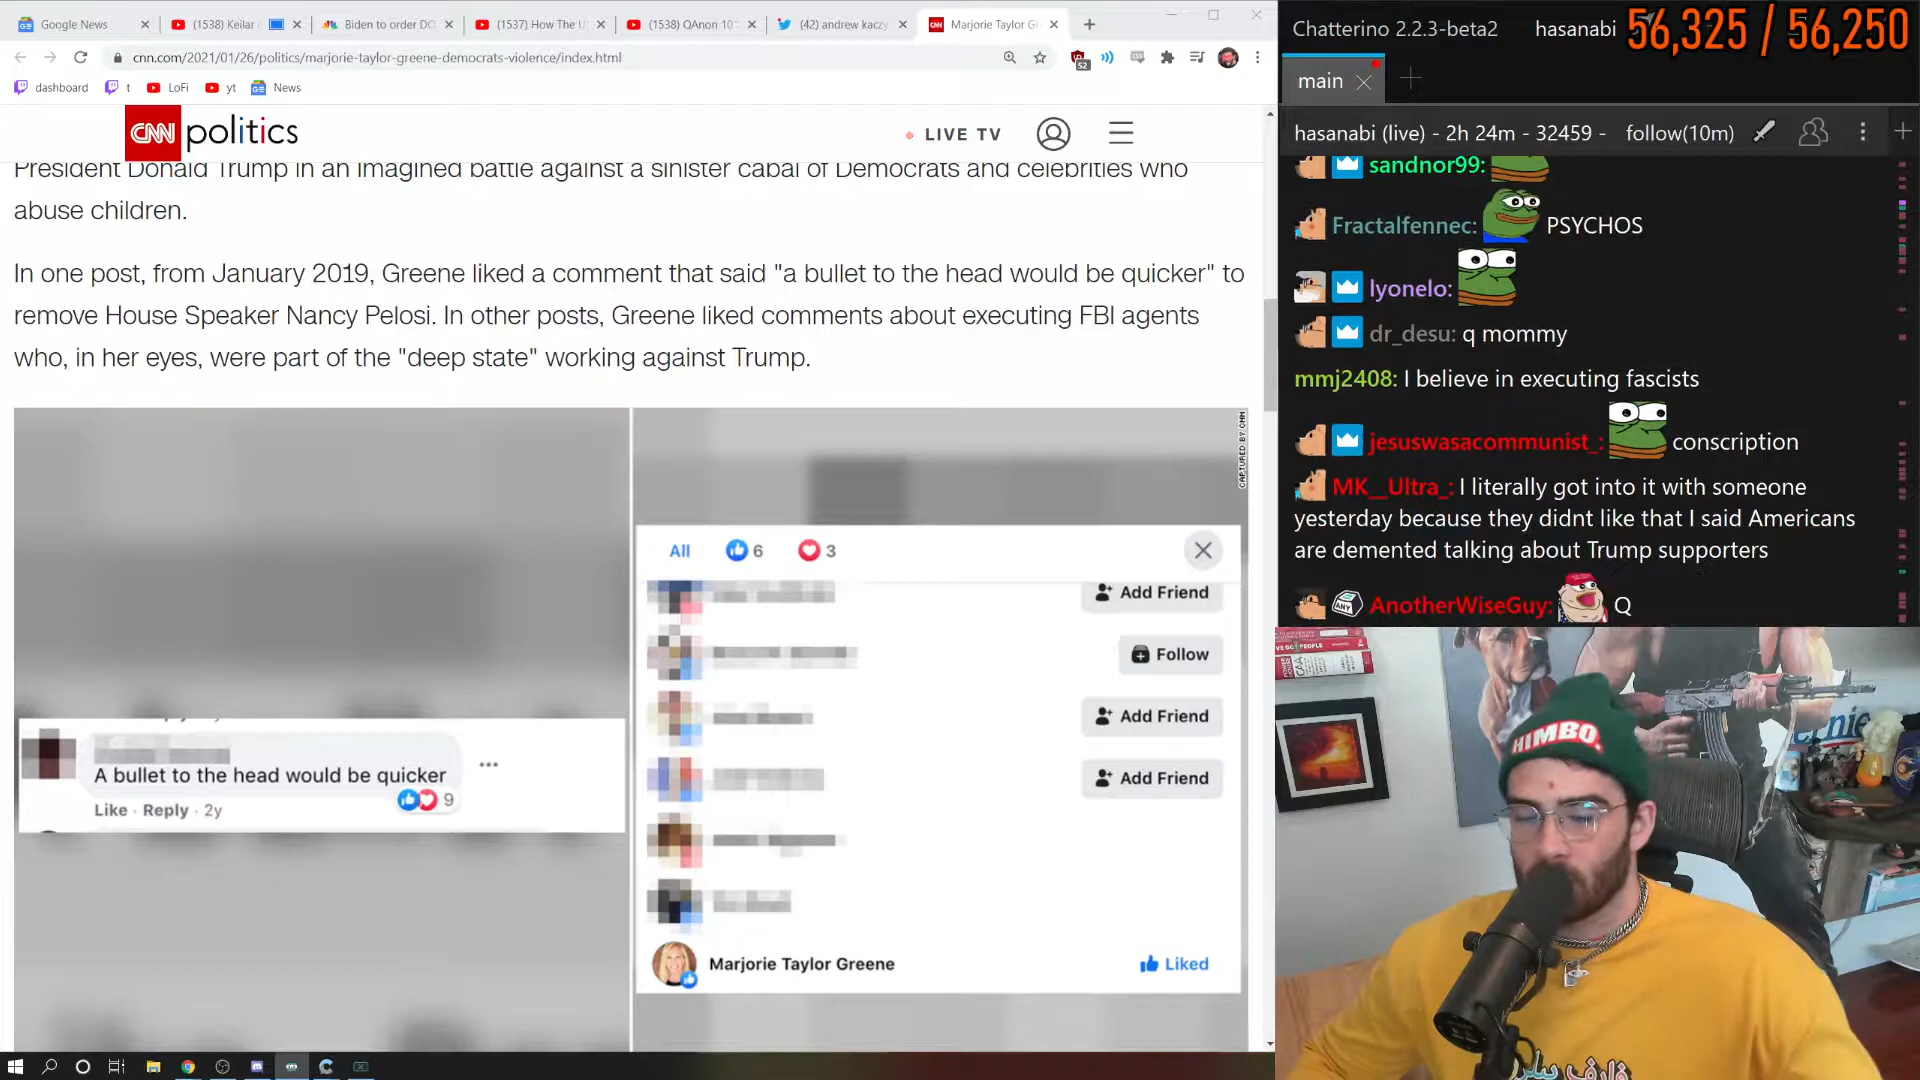 Google News
(1538) Keilar
Biden to order DO
(1537) How The U
(1538) QAnon 10
(42) andrew kacz
Marjorie Taylor Gr
cnn.com/2021/01/26/politics/marjorie-taylor-greene-democrats-violence/index.html
52
dashboard
t
LoFi
yt
News
CNN politics
LIVE TV
President Donald Trump in an imagined battle against a sinister cabal of Democrats and celebrities who
abuse children.
In one post, from January 2019, Greene liked a comment that said "a bullet to the head would be quicker" to
remove House Speaker Nancy Pelosi. In other posts, Greene liked comments about executing FBI agents
who, in her eyes, were part of the "deep state" working against Trump.
CAPTURED BY CNN
A bullet to the head would be quicker
Like · Reply · 2y
9
All 6 3
Add Friend
Follow
Add Friend
Add Friend
Marjorie Taylor Greene Liked
Chatterino 2.2.3-beta2 hasanabi
56,325 / 56,250
main
hasanabi (live) - 2h 24m - 32459 - follow(10m)
sandnor99:
Fractalfennec: PSYCHOS
lyonelo:
dr_desu: q mommy
mmj2408: I believe in executing fascists
jesuswasacommunist_: conscription
MK__Ultra_: I literally got into it with someone
yesterday because they didnt like that I said Americans
are demented talking about Trump supporters
AnotherWiseGuy: Q
HIMBO.